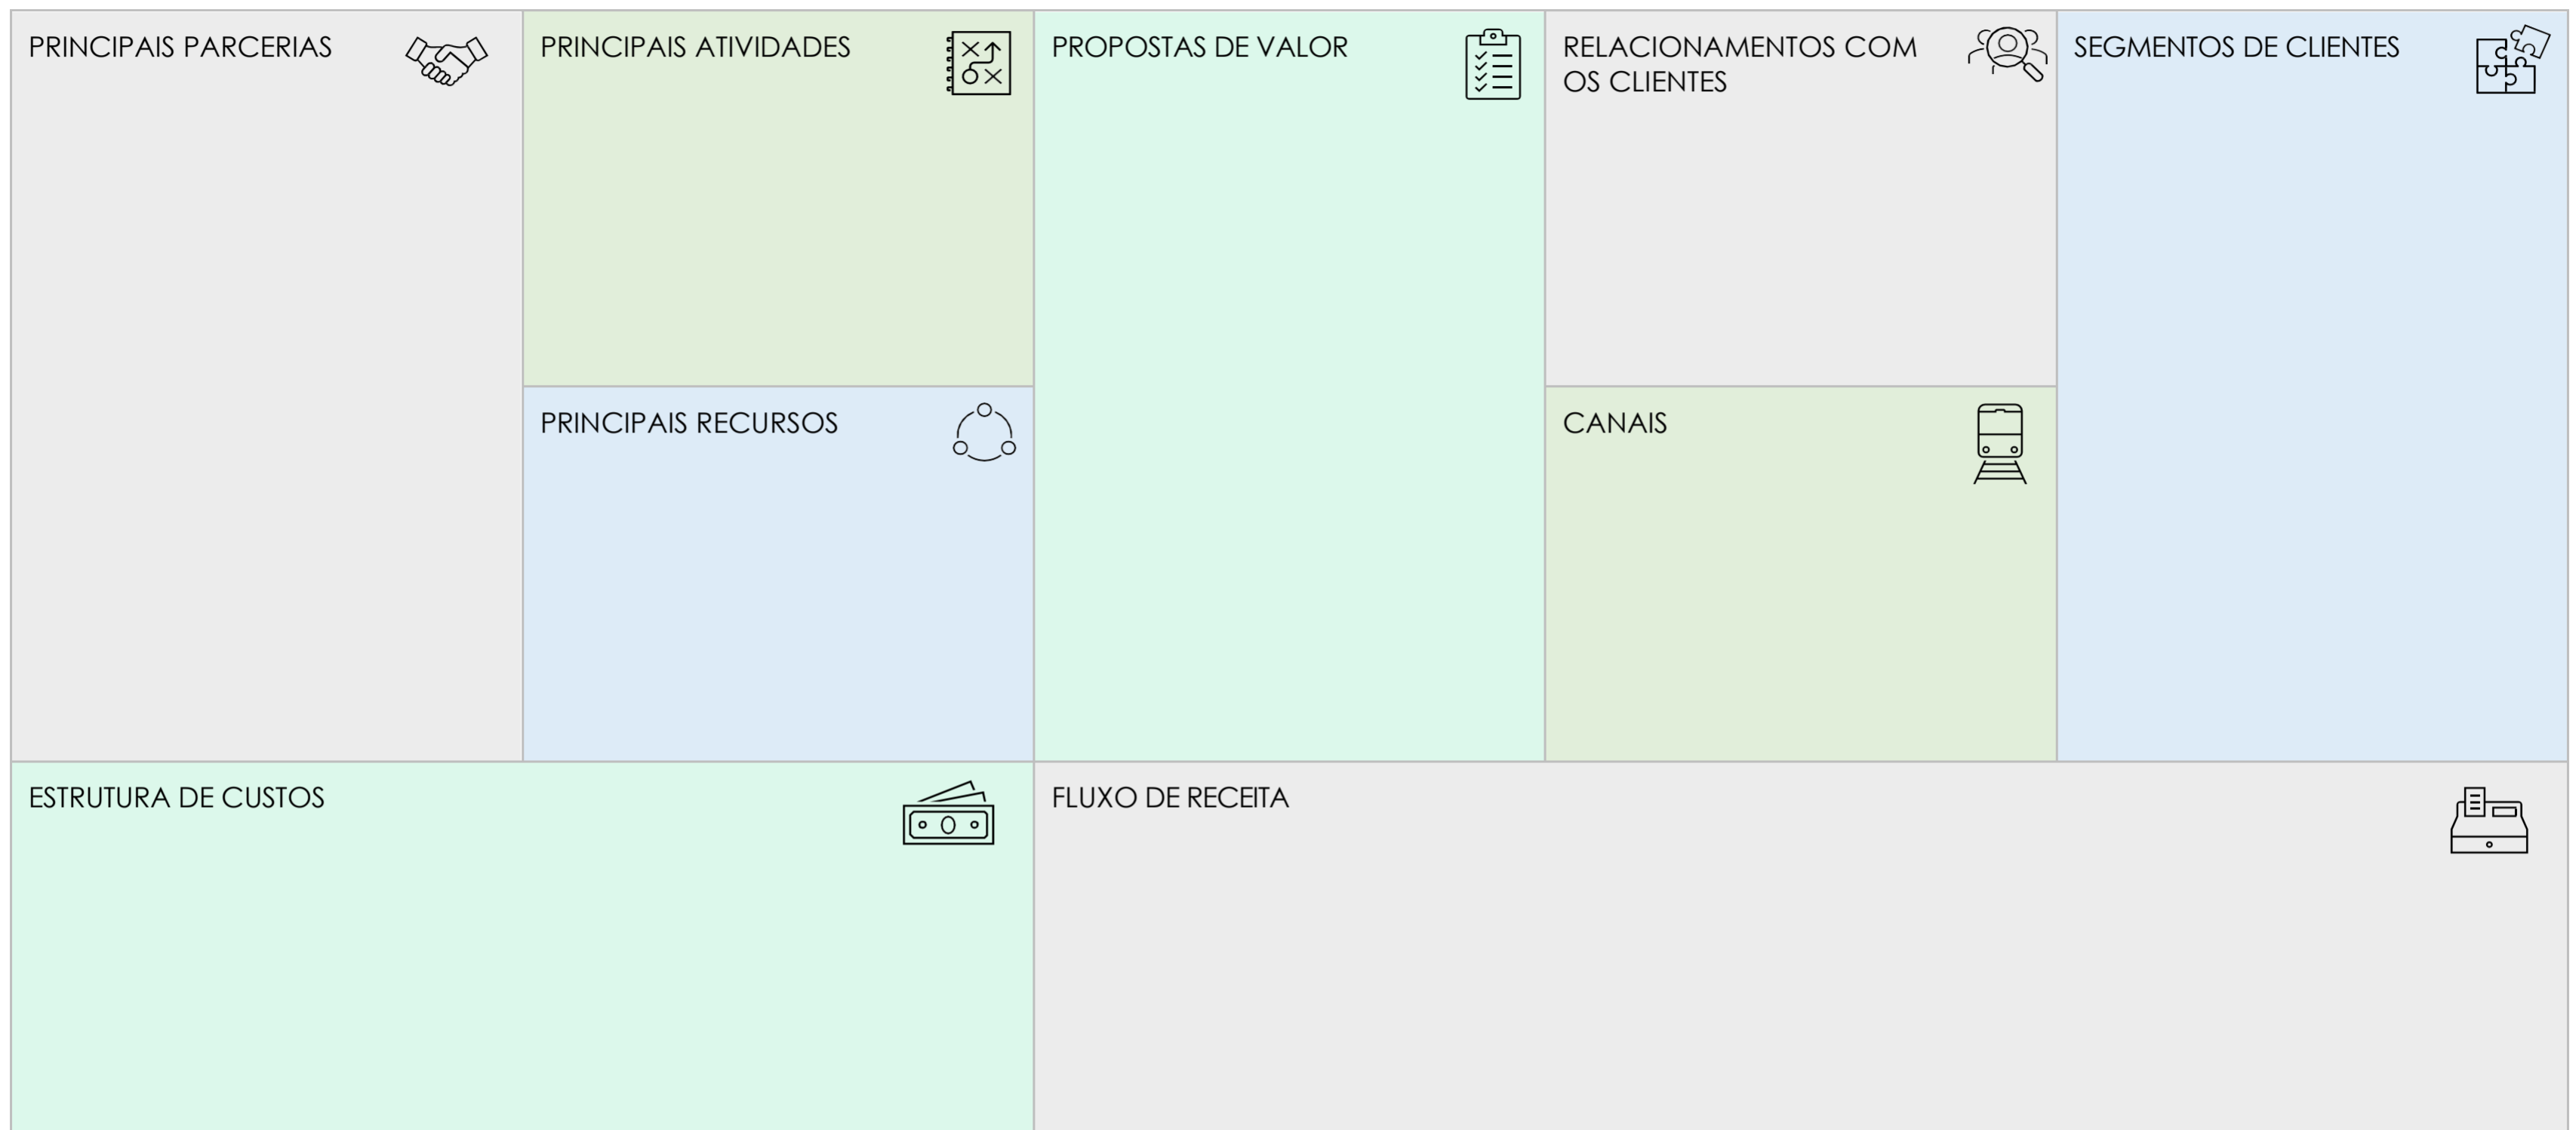 PRINCIPAIS PARCERIAS
PRINCIPAIS ATIVIDADES
PRINCIPAIS RECURSOS
PROPOSTAS DE VALOR
RELACIONAMENTOS COM
OS CLIENTES
CANAIS
SEGMENTOS DE CLIENTES
ESTRUTURA DE CUSTOS
FLUXO DE RECEITA